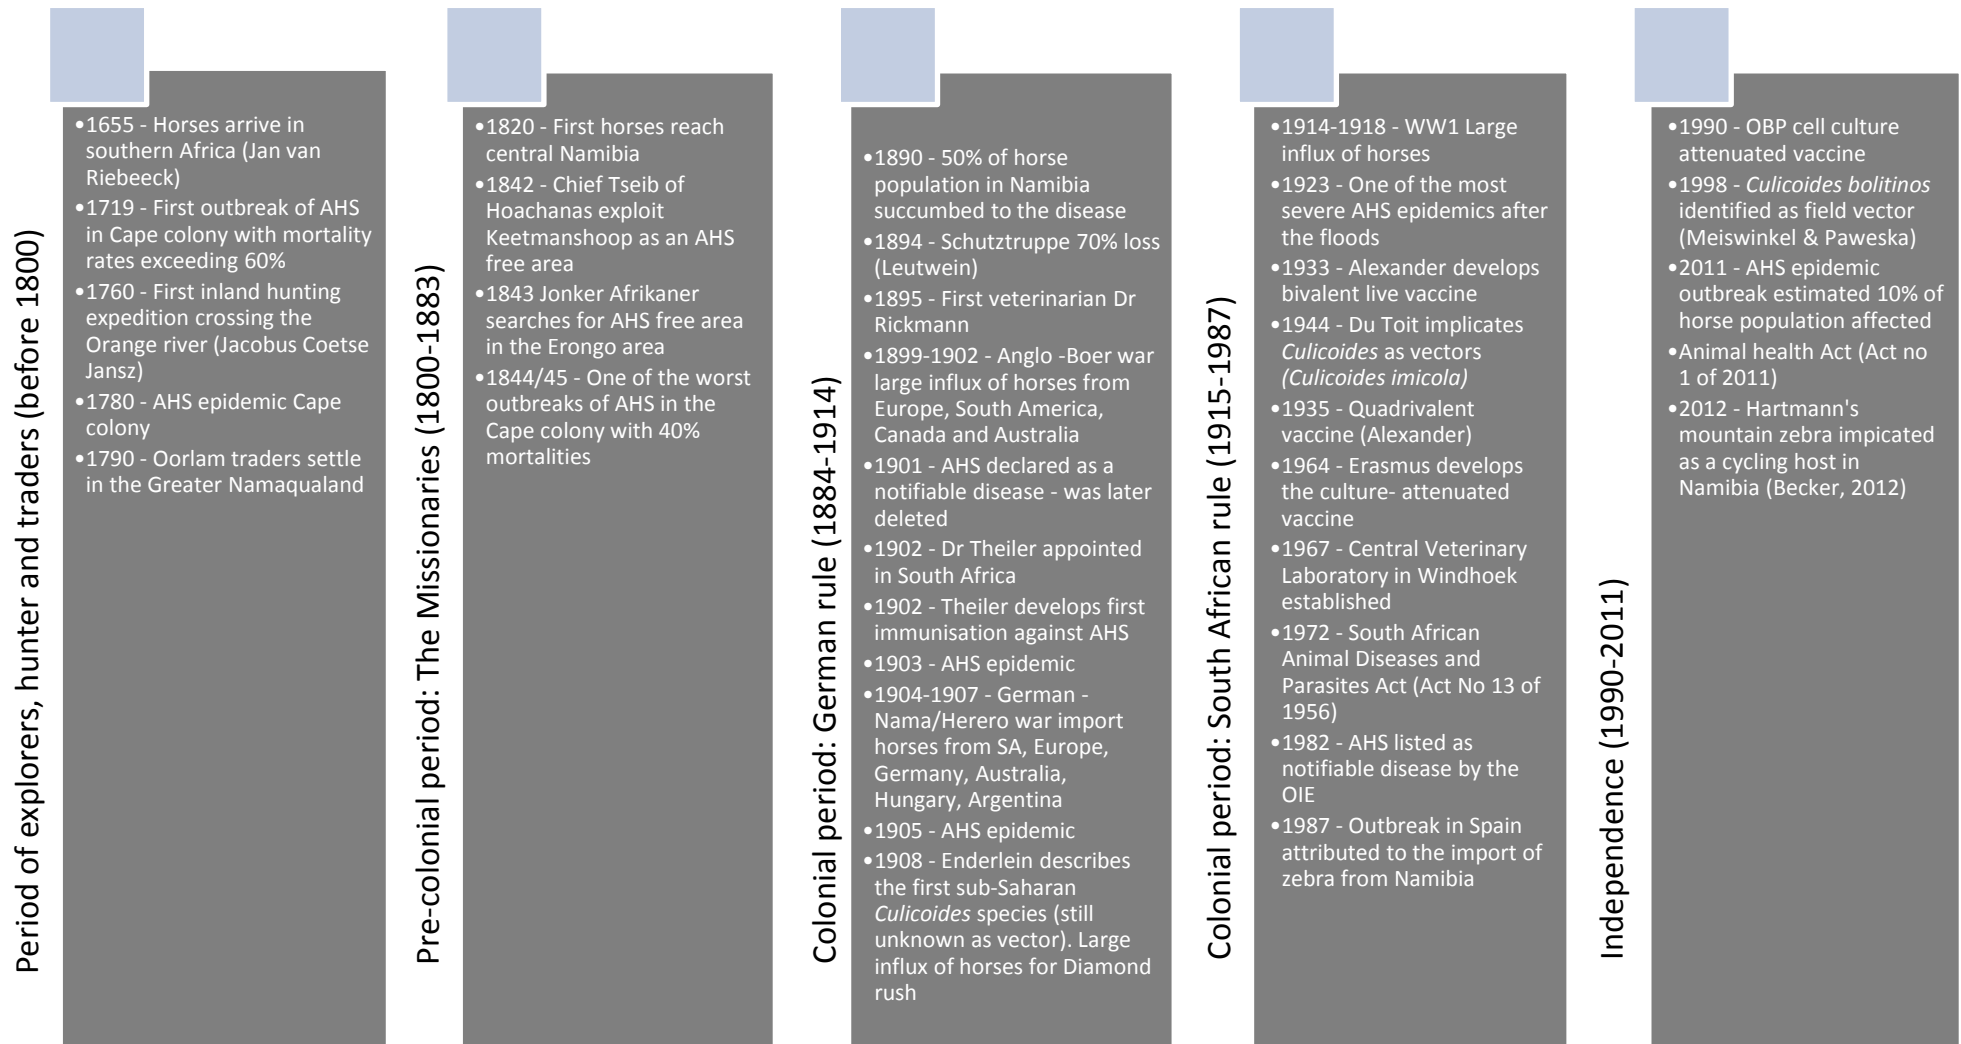 Period of explorers, hunter and traders (before 1800)
•1655 - Horses arrive in
southern Africa (Jan van
Riebeeck)
•1719 - First outbreak of AHS
in Cape colony with mortality
rates exceeding 60%
•1760 - First inland hunting
expedition crossing the
Orange river (Jacobus Coetse
Jansz)
•1780 - AHS epidemic Cape
colony
•1790 - Oorlam traders settle
in the Greater Namaqualand
Pre-colonial period: The Missionaries (1800-1883)
•1820 - First horses reach
central Namibia
•1842 - Chief Tseib of
Hoachanas exploit
Keetmanshoop as an AHS
free area
•1843 Jonker Afrikaner
searches for AHS free area
in the Erongo area
•1844/45 - One of the worst
outbreaks of AHS in the
Cape colony with 40%
mortalities
Colonial period: German rule (1884-1914)
•1890 - 50% of horse
population in Namibia
succumbed to the disease
•1894 - Schutztruppe 70% loss
(Leutwein)
•1895 - First veterinarian Dr
Rickmann
•1899-1902 - Anglo -Boer war
large influx of horses from
Europe, South America,
Canada and Australia
•1901 - AHS declared as a
notifiable disease - was later
deleted
•1902 - Dr Theiler appointed
in South Africa
•1902 - Theiler develops first
immunisation against AHS
•1903 - AHS epidemic
•1904-1907 - German -
Nama/Herero war import
horses from SA, Europe,
Germany, Australia,
Hungary, Argentina
•1905 - AHS epidemic
•1908 - Enderlein describes
the first sub-Saharan
Culicoides species (still
unknown as vector). Large
influx of horses for Diamond
rush
Colonial period: South African rule (1915-1987)
•1914-1918 - WW1 Large
influx of horses
•1923 - One of the most
severe AHS epidemics after
the floods
•1933 - Alexander develops
bivalent live vaccine
•1944 - Du Toit implicates
Culicoides as vectors
(Culicoides imicola)
•1935 - Quadrivalent
vaccine (Alexander)
•1964 - Erasmus develops
the culture- attenuated
vaccine
•1967 - Central Veterinary
Laboratory in Windhoek
established
•1972 - South African
Animal Diseases and
Parasites Act (Act No 13 of
1956)
•1982 - AHS listed as
notifiable disease by the
OIE
•1987 - Outbreak in Spain
attributed to the import of
zebra from Namibia
Independence (1990-2011)
•1990 - OBP cell culture
attenuated vaccine
•1998 - Culicoides bolitinos
identified as field vector
(Meiswinkel & Paweska)
•2011 - AHS epidemic
outbreak estimated 10% of
horse population affected
•Animal health Act (Act no
1 of 2011)
•2012 - Hartmann's
mountain zebra impicated
as a cycling host in
Namibia (Becker, 2012)